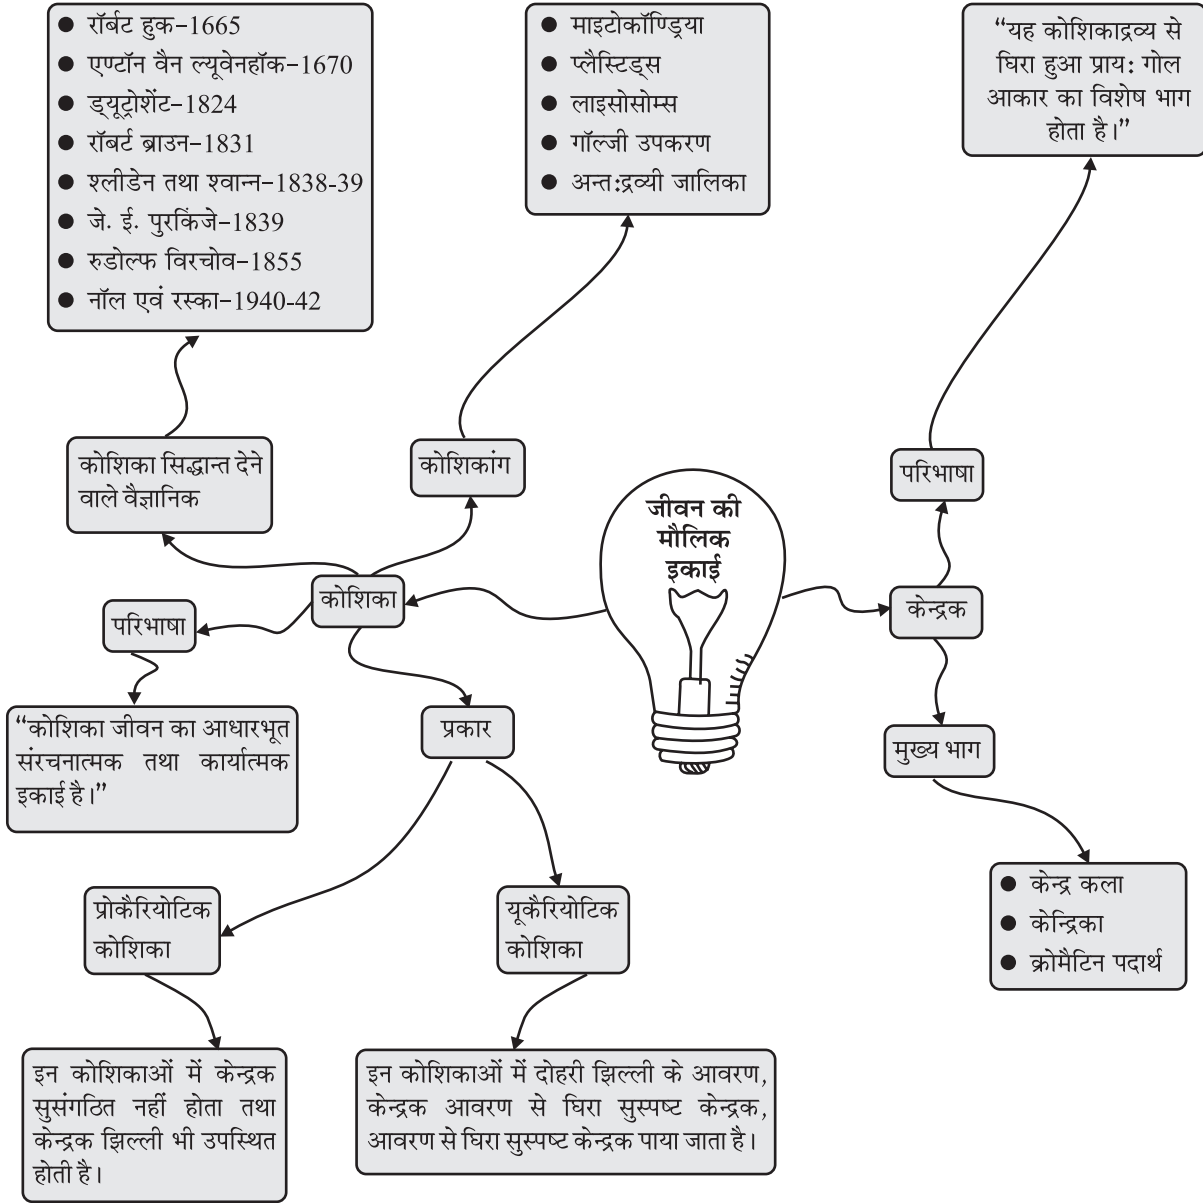 रॉर्बट हुक-1665
एण्टॉन वैन ल्यूवेनहॉक-1670
ड्यूट्रोशेंट-1824
रॉबर्ट ब्राउन-1831
श्लीडेन तथा श्वान्न-1838-39
जे. ई. पुरकिंजे-1839
रुडोल्फ विरचोव-1855
नॉल एवं रस्का-1940-42
माइटोकॉण्ड्रिया
प्लैस्टिड्स
लाइसोसोम्स
गॉल्जी उपकरण
अन्त:द्रव्यी जालिका
“यह कोशिकाद्रव्य से
घिरा हुआ प्राय: गोल
आकार का विशेष भाग
होता है।”
कोशिका सिद्धान्त देने
वाले वैज्ञानिक
कोशिकांग
परिभाषा
जीवन की
मौलिक
इकाई
कोशिका
केन्द्रक
परिभाषा
“कोशिका जीवन का आधारभूत
संरचनात्मक तथा कार्यात्मक
इकाई है।”
प्रकार
मुख्य भाग
प्रोकैरियोटिक
कोशिका
यूकैरियोटिक
कोशिका
केन्द्र कला
केन्द्रिका
क्रोमैटिन पदार्थ
इन कोशिकाओं में केन्द्रक
सुसंगठित नहीं होता तथा
केन्द्रक झिल्ली भी उपस्थित
होती है।
इन कोशिकाओं में दोहरी झिल्ली के आवरण,
केन्द्रक आवरण से घिरा सुस्पष्ट केन्द्रक,
आवरण से घिरा सुस्पष्ट केन्द्रक पाया जाता है।